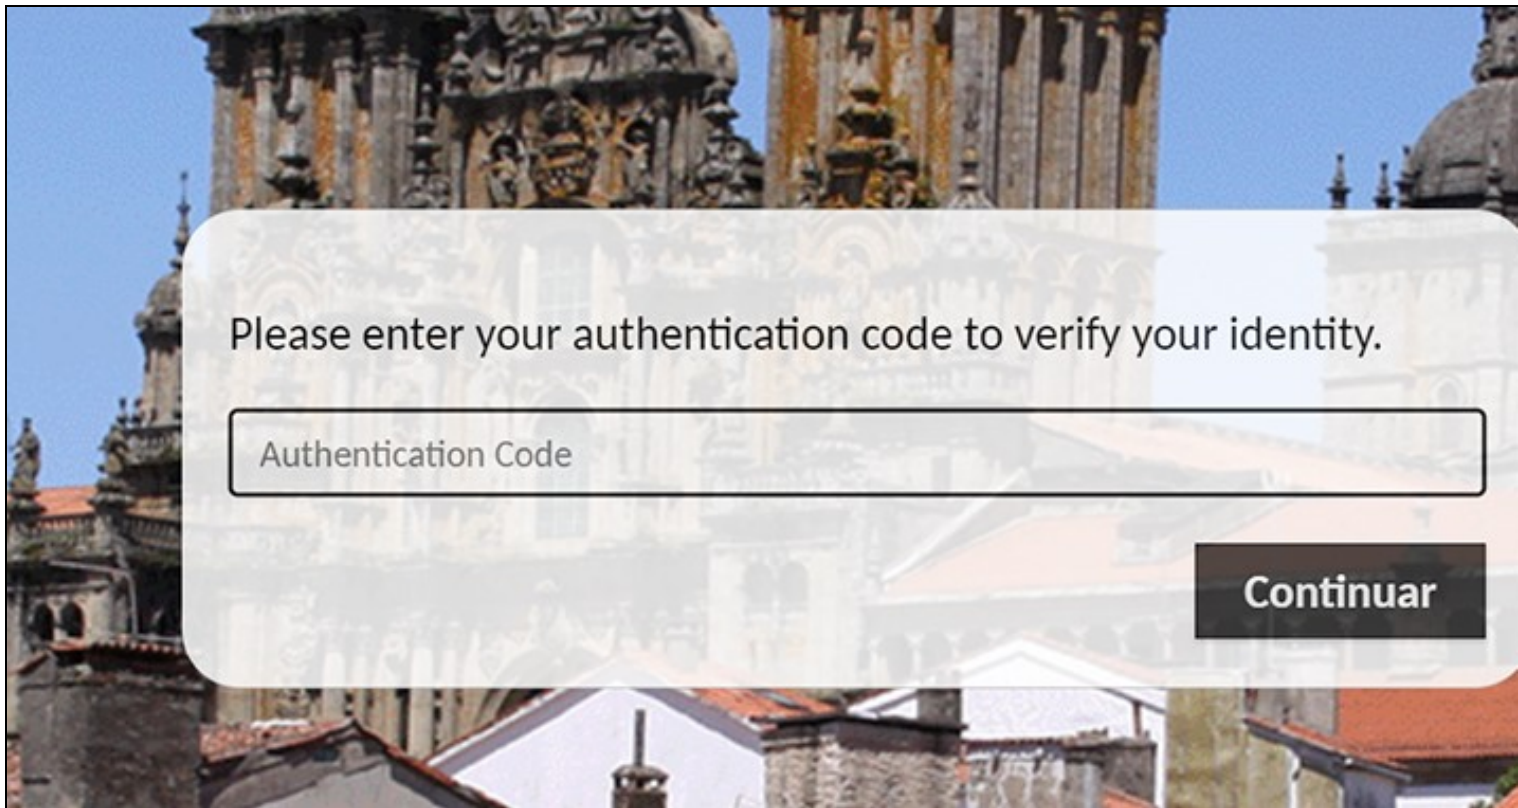 Please enter your authentication code to verify your identity.
Authentication Code
Continuar